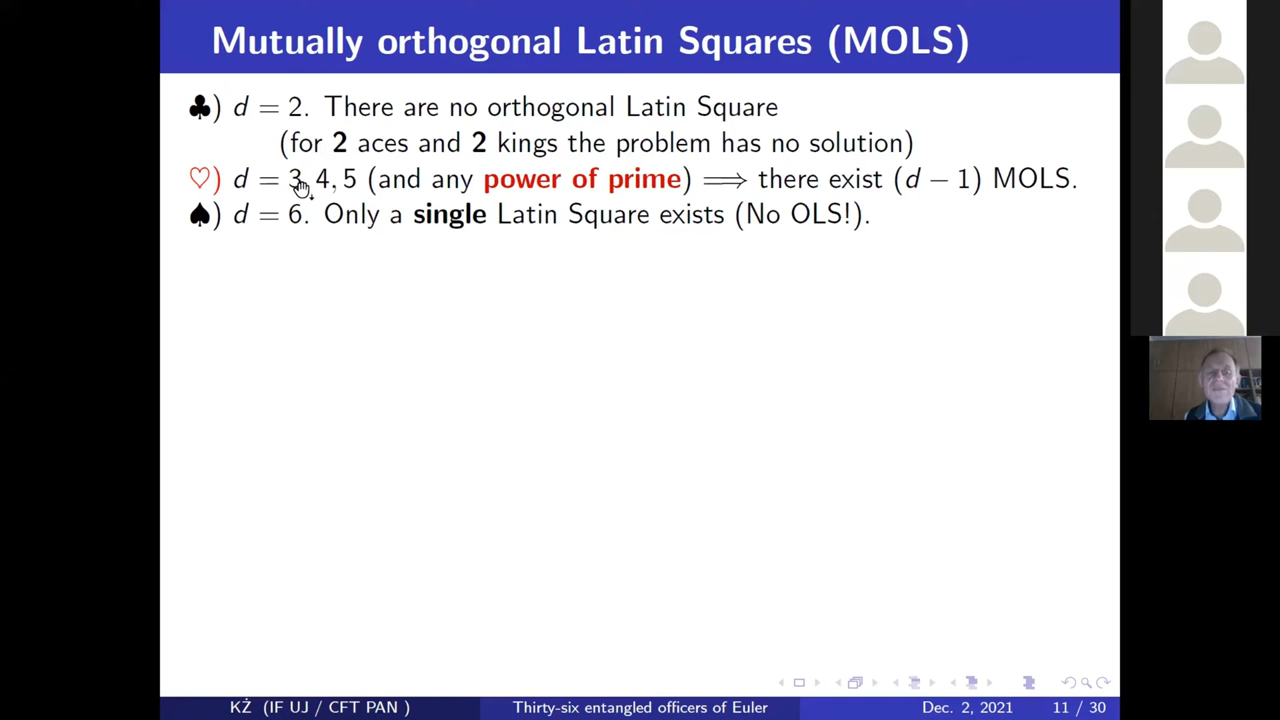 Mutually orthogonal Latin Squares (MOLS)
♣) d = 2. There are no orthogonal Latin Square
(for 2 aces and 2 kings the problem has no solution)
♡) d = 3, 4, 5 (and any power of prime) ⟹ there exist (d − 1) MOLS.
♠) d = 6. Only a single Latin Square exists (No OLS!).
KŻ (IF UJ / CFT PAN )
Thirty-six entangled officers of Euler
Dec. 2, 2021
11 / 30